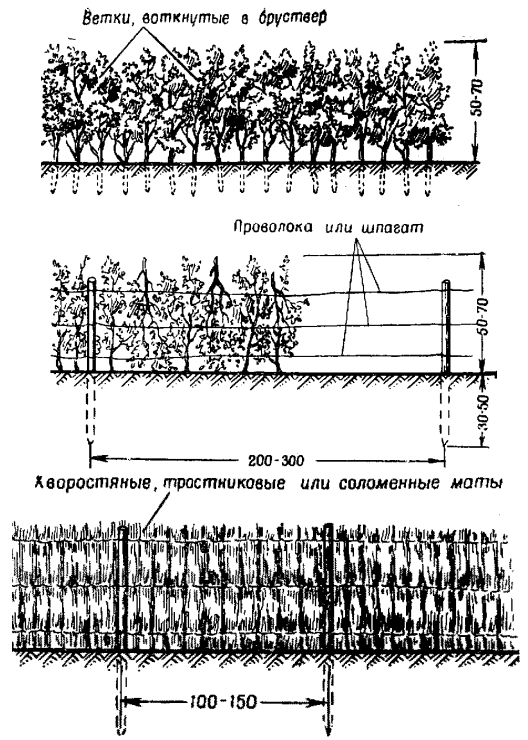 Ветки, воткнутые в бруствер
50-70
Проволока или шпагат
50-70
30-50
200-300
Хворостяные, тростниковые или соломенные маты
100-150